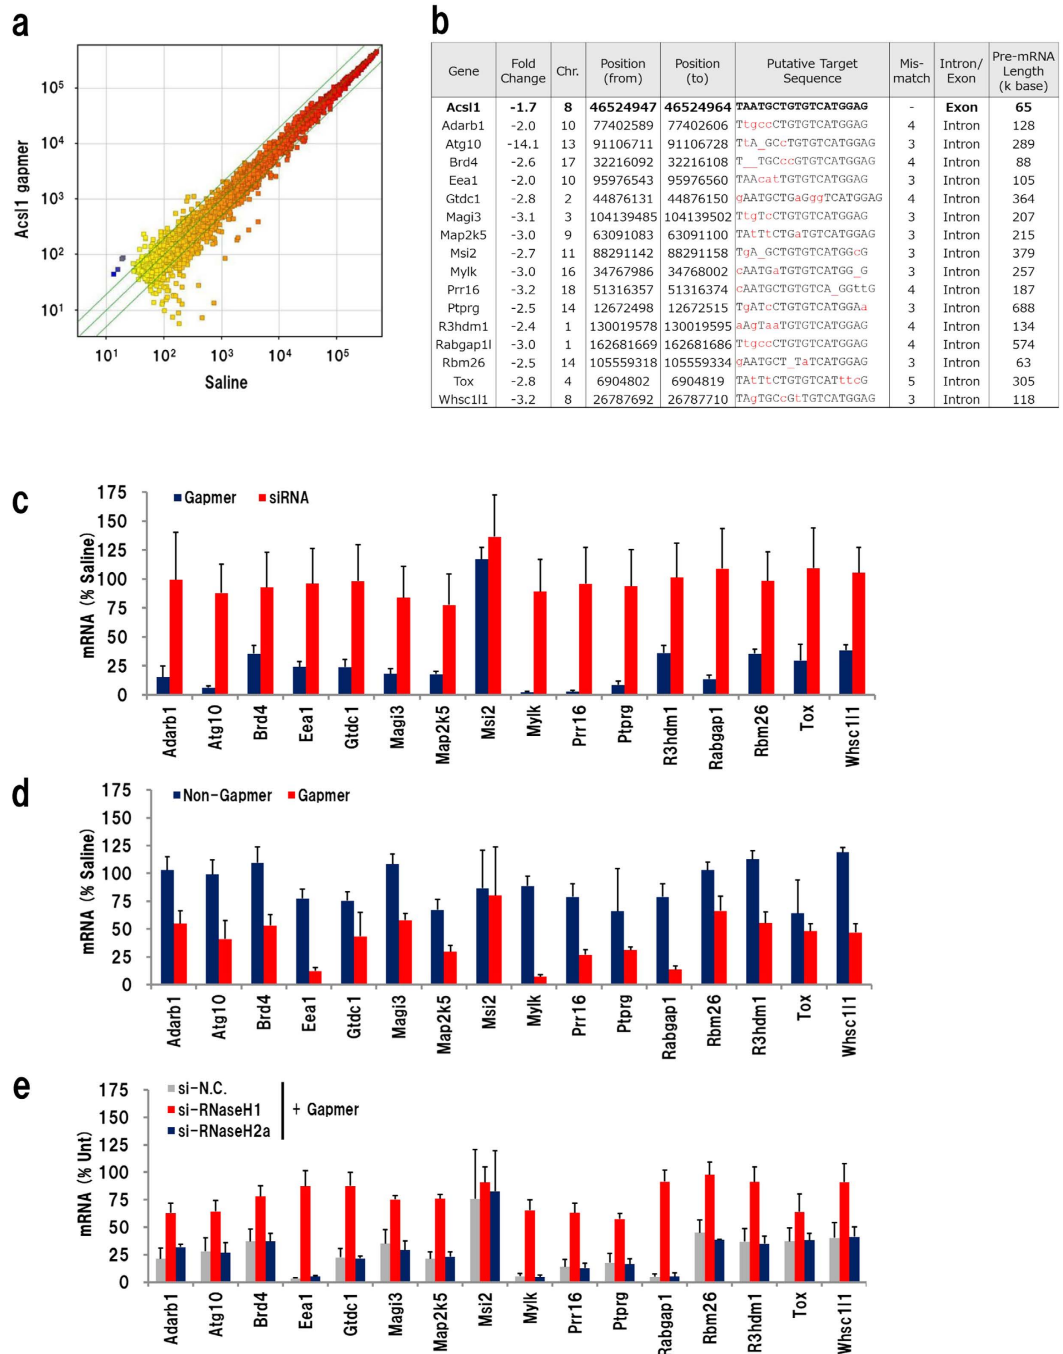 a
Acsl1 gapmer
10⁵
10⁴
10³
10²
10¹
10¹ 10² 10³ 10⁴ 10⁵
Saline
b
Gene Fold Change Chr. Position (from) Position (to) Putative Target Sequence Mis-match Intron/Exon Pre-mRNA Length (k base)
Acsl1 -1.7 8 46524947 46524964 TAATGCTGTGTCATGGAG - Exon 65
Adarb1 -2.0 10 77402589 77402606 TtgccCTGTGTCATGGAG 4 Intron 128
Atg10 -14.1 13 91106711 91106728 TtA_GCcTGTGTCATGGAG 3 Intron 289
Brd4 -2.6 17 32216092 32216108 T__TGCccGTGTCATGGAG 4 Intron 88
Eea1 -2.0 10 95976543 95976560 TAAcatTGTGTCATGGAG 3 Intron 105
Gtdc1 -2.8 2 44876131 44876150 gAATGCTGaGggTCATGGAG 4 Intron 364
Magi3 -3.1 3 104139485 104139502 TtgTcCTGTGTCATGGAG 3 Intron 207
Map2k5 -3.0 9 63091083 63091100 TAtTtCTGaGTCATGGAG 3 Intron 215
Msi2 -2.7 11 88291142 88291158 TgA_GCTGTGTCATGGcG 3 Intron 379
Mylk -3.0 16 34767986 34768002 cAATGaTGTGTCATGG_G 3 Intron 257
Prr16 -3.2 18 51316357 51316374 cAATGCTGTGTCA_GGttG 4 Intron 187
Ptprg -2.5 14 12672498 12672515 TgATcCTGTGTCATGGAa 3 Intron 688
R3hdm1 -2.4 1 130019578 130019595 aAgTaaTGTGTCATGGAG 4 Intron 134
Rabgap1l -3.0 1 162681669 162681686 TtgccCTGTGTCATGGAG 4 Intron 574
Rbm26 -2.5 14 105559318 105559334 gAATGCT_TaTCATGGAG 3 Intron 63
Tox -2.8 4 6904802 6904819 TAtTtCTGTGTCATttcG 5 Intron 305
Whsc1l1 -3.2 8 26787692 26787710 TAgTGCcGtTGTCATGGAG 3 Intron 118
c
mRNA (% Saline)
175
150
125
100
75
50
25
0
Gapmer siRNA
Adarb1 Atg10 Brd4 Eea1 Gtdc1 Magi3 Map2k5 Msi2 Mylk Prr16 Ptprg R3hdm1 Rabgap1 Rbm26 Tox Whsc1l1
d
mRNA (% Saline)
175
150
125
100
75
50
25
0
Non-Gapmer Gapmer
Adarb1 Atg10 Brd4 Eea1 Gtdc1 Magi3 Map2k5 Msi2 Mylk Prr16 Ptprg Rabgap1 Rbm26 R3hdm1 Tox Whsc1l1
e
mRNA (% Unt)
175
150
125
100
75
50
25
0
si-N.C.
si-RNaseH1
si-RNaseH2a
+ Gapmer
Adarb1 Atg10 Brd4 Eea1 Gtdc1 Magi3 Map2k5 Msi2 Mylk Prr16 Ptprg Rabgap1 Rbm26 R3hdm1 Tox Whsc1l1